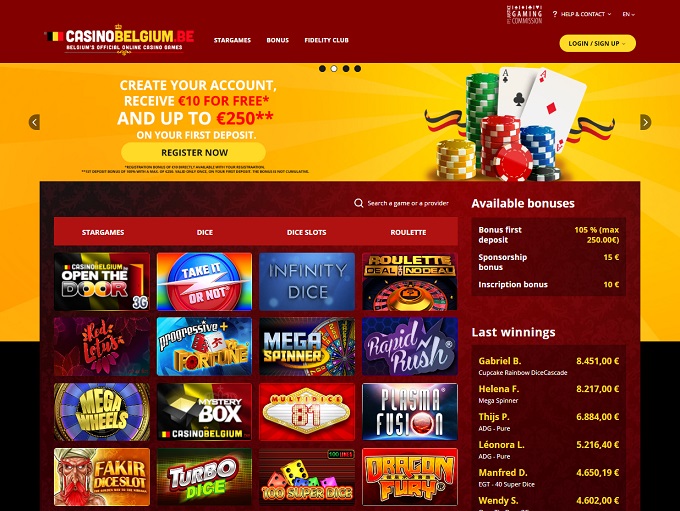 GAMING
COMMISSION
? HELP & CONTACT
EN
CASINOBELGIUM.BE
BELGIUM'S OFFICIAL ONLINE CASINO GAMES
STARGAMES
BONUS
FIDELITY CLUB
LOGIN / SIGN UP
CREATE YOUR ACCOUNT,
RECEIVE €10 FOR FREE*
AND UP TO €250**
ON YOUR FIRST DEPOSIT.
REGISTER NOW
A
A
Search a game or a provider
STARGAMES
DICE
DICE SLOTS
ROULETTE
CASINOBELGIUM
OPEN THE
DOOR
3G
TAKE IT
OR NOT
INFINITY
DICE
ROULETTE
DEAL OR NO DEAL
Red
Lotus
Progressive+
FORTUNE
MEGA
SPINNER
Rapid
Rush
MEGA
WHEELS
MYSTERY
BOX
CASINOBELGIUM
MULTIDICE
81
PLASMA
FUSION
FAKIR
DICE SLOT
TURBO
DICE
100 LINES
100 SUPER DICE
DRAGON
FURY
Available bonuses
Bonus first deposit
105 % (max 250.00€)
Sponsorship bonus
15 €
Inscription bonus
10 €
Last winnings
Gabriel B.
8.451,00 €
Cupcake Rainbow DiceCascade
Helena F.
8.217,00 €
Mega Spinner
Thijs P.
6.884,00 €
ADG - Pure
Léonora L.
5.216,40 €
ADG - Pure
Manfred D.
4.650,19 €
EGT - 40 Super Dice
Wendy S.
4.602,00 €